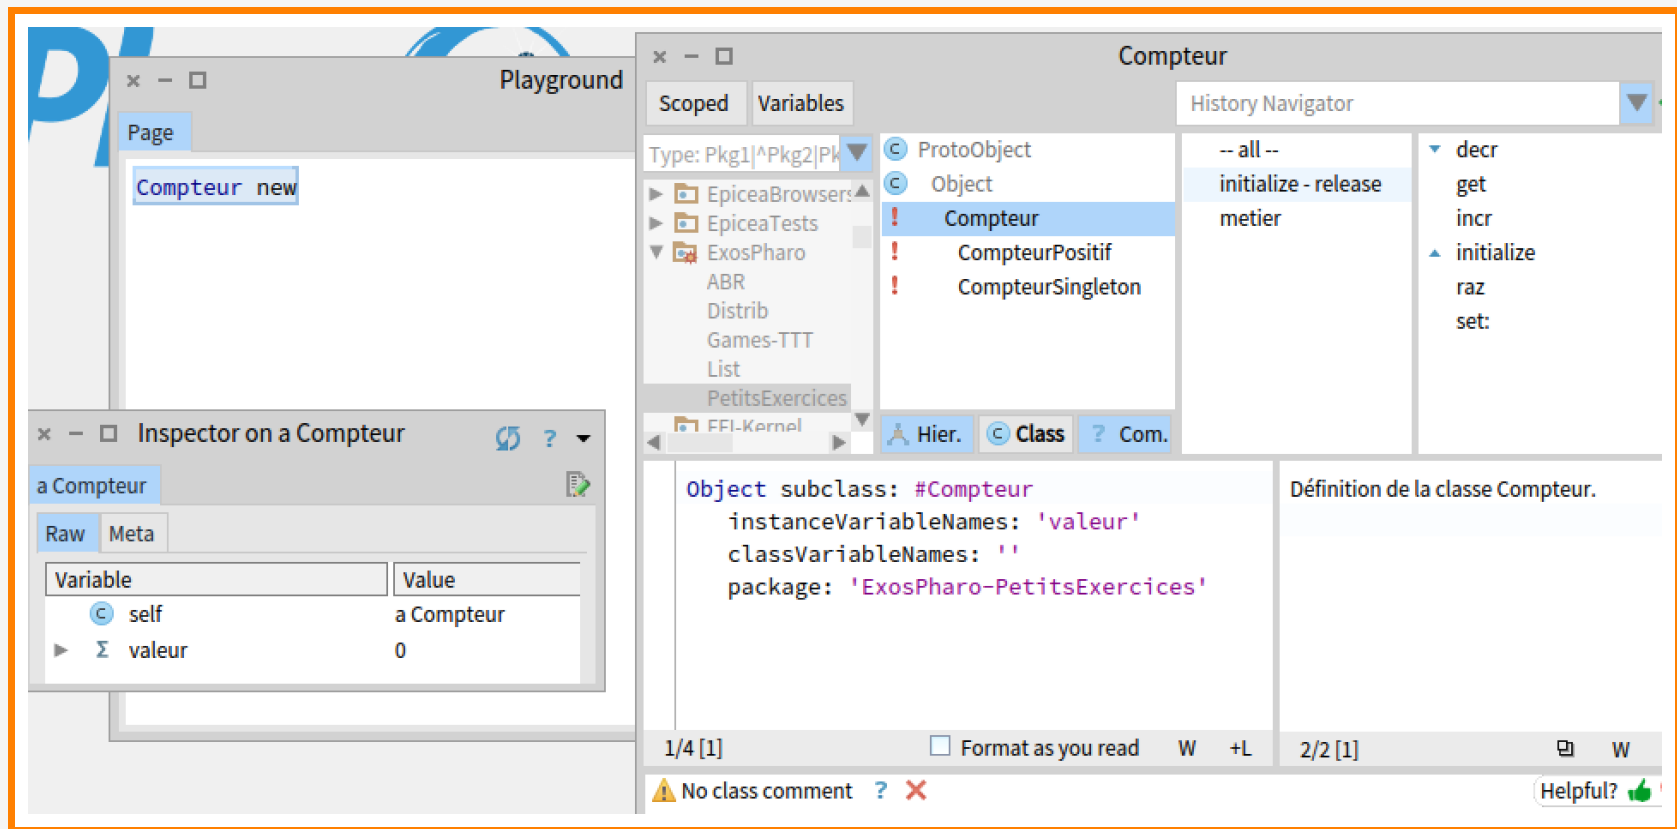 Playground
Page
Compteur new
Inspector on a Compteur
?
a Compteur
Raw Meta
Variable Value
self a Compteur
Σ valeur 0
Compteur
Scoped Variables
History Navigator
Type: Pkg1|^Pkg2|Pk
EpiceaBrowsers
EpiceaTests
ExosPharo
ABR
Distrib
Games-TTT
List
PetitsExercices
FFI-Kernel
C ProtoObject
C Object
! Compteur
! CompteurPositif
! CompteurSingleton
Hier. C Class ? Com.
-- all --
initialize - release
metier
decr
get
incr
initialize
raz
set:
Object subclass: #Compteur
instanceVariableNames: 'valeur'
classVariableNames: ''
package: 'ExosPharo-PetitsExercices'
1/4 [1] Format as you read W +L
Définition de la classe Compteur.
2/2 [1] W
No class comment ?
Helpful?